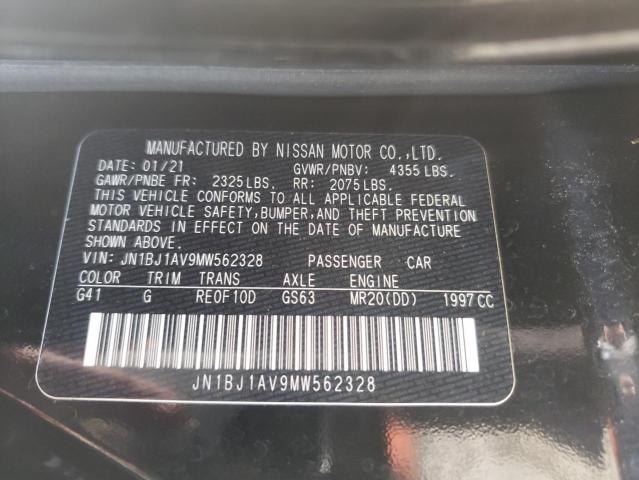 MANUFACTURED BY NISSAN MOTOR CO.,LTD.
DATE: 01/21 GVWR/PNBV: 4355 LBS.
GAWR/PNBE FR: 2325 LBS. RR: 2075 LBS.
THIS VEHICLE CONFORMS TO ALL APPLICABLE FEDERAL
MOTOR VEHICLE SAFETY, BUMPER, AND THEFT PREVENTION
STANDARDS IN EFFECT ON THE DATE OF MANUFACTURE
SHOWN ABOVE.
VIN: JN1BJ1AV9MW562328 PASSENGER CAR
COLOR TRIM TRANS AXLE ENGINE
G41 G RE0F10D GS63 MR20(DD) 1997CC
JN1BJ1AV9MW562328